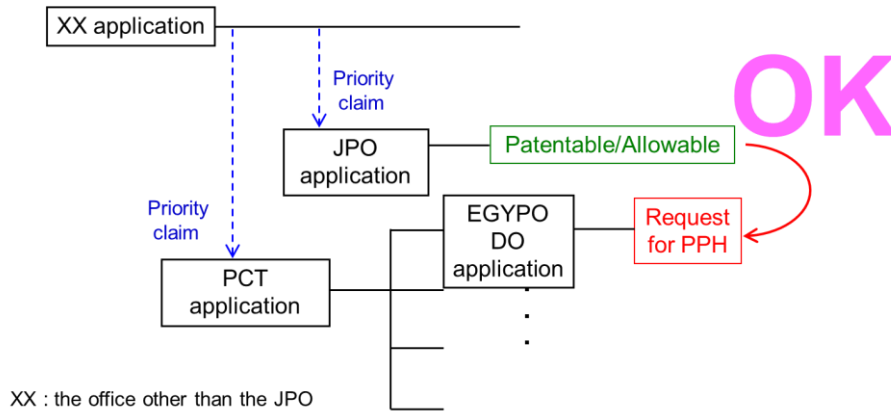 XX application
OK
Priority
claim
JPO
application
Patentable/Allowable
Priority
claim
EGYPO
DO
application
Request
for PPH
PCT
application
XX : the office other than the JPO